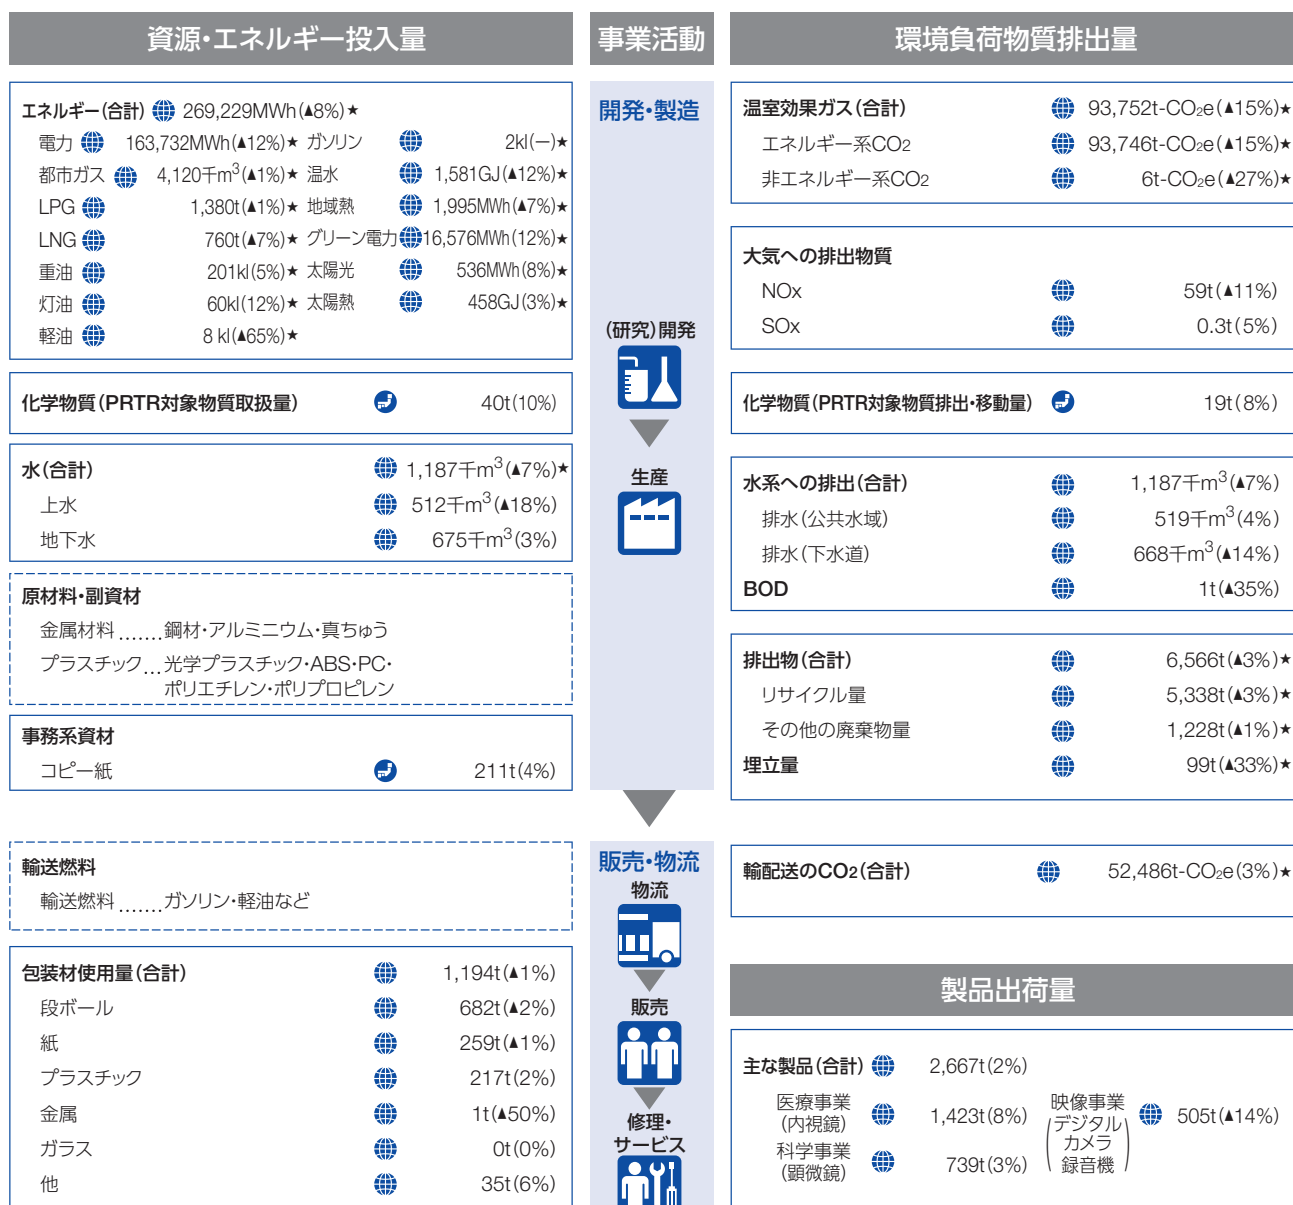 資源・エネルギー投入量
エネルギー(合計) 269,229MWh(▲8%)★
電力 163,732MWh(▲12%)★ ガソリン 2kl(ー)★
都市ガス 4,120千m³(▲1%)★ 温水 1,581GJ(▲12%)★
LPG 1,380t(▲1%)★ 地域熱 1,995MWh(▲7%)★
LNG 760t(▲7%)★ グリーン電力 16,576MWh(12%)★
重油 201kl(5%)★ 太陽光 536MWh(8%)★
灯油 60kl(12%)★ 太陽熱 458GJ(3%)★
軽油 8 kl(▲65%)★
化学物質(PRTR対象物質取扱量) 40t(10%)
水(合計) 1,187千m³(▲7%)★
上水 512千m³(▲18%)
地下水 675千m³(3%)
原材料・副資材
金属材料.......鋼材・アルミニウム・真ちゅう
プラスチック...光学プラスチック・ABS・PC・
ポリエチレン・ポリプロピレン
事務系資材
コピー紙 211t(4%)
輸送燃料
輸送燃料.......ガソリン・軽油など
包装材使用量(合計) 1,194t(▲1%)
段ボール 682t(▲2%)
紙 259t(▲1%)
プラスチック 217t(2%)
金属 1t(▲50%)
ガラス 0t(0%)
他 35t(6%)
事業活動
開発・製造
(研究)開発
生産
販売・物流
物流
販売
修理・
サービス
環境負荷物質排出量
温室効果ガス(合計) 93,752t-CO₂e(▲15%)★
エネルギー系CO₂ 93,746t-CO₂e(▲15%)★
非エネルギー系CO₂ 6t-CO₂e(▲27%)★
大気への排出物質
NOx 59t(▲11%)
SOx 0.3t(5%)
化学物質(PRTR対象物質排出・移動量) 19t(8%)
水系への排出(合計) 1,187千m³(▲7%)
排水(公共水域) 519千m³(4%)
排水(下水道) 668千m³(▲14%)
BOD 1t(▲35%)
排出物(合計) 6,566t(▲3%)★
リサイクル量 5,338t(▲3%)★
その他の廃棄物量 1,228t(▲1%)★
埋立量 99t(▲33%)★
輸配送のCO₂(合計) 52,486t-CO₂e(3%)★
製品出荷量
主な製品(合計) 2,667t(2%)
医療事業
(内視鏡) 1,423t(8%)
科学事業
(顕微鏡) 739t(3%)
映像事業
(デジタル
カメラ
録音機) 505t(▲14%)